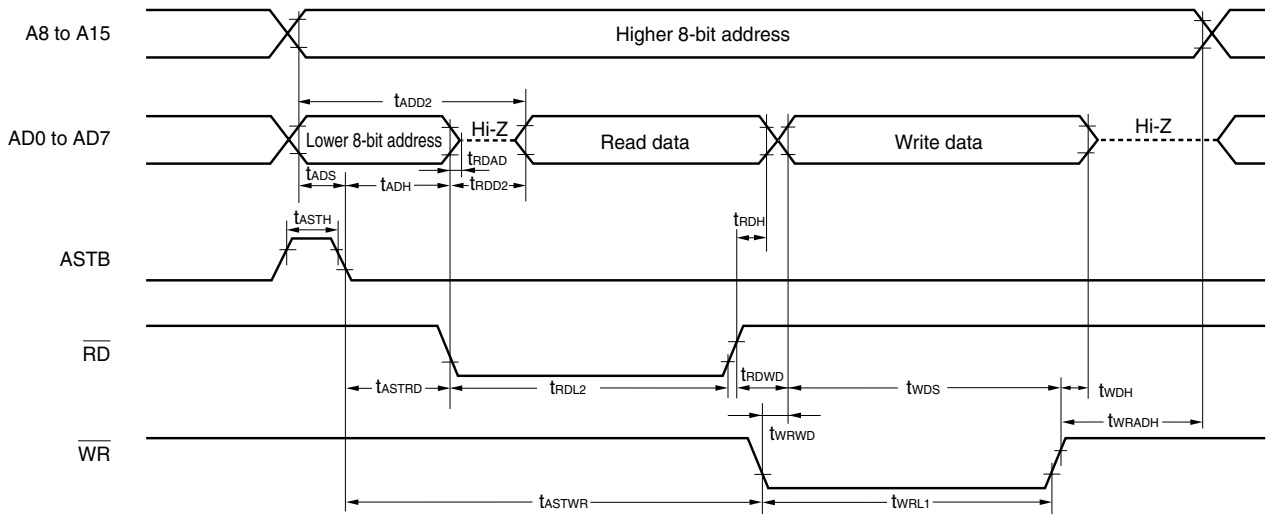 A8 to A15
Higher 8-bit address
tADD2
AD0 to AD7
Lower 8-bit address
Hi-Z
Read data
Write data
Hi-Z
tRDAD
tADS
tADH
tRDD2
tASTH
tRDH
ASTB
RD
tASTRD
tRDL2
tRDWD
tWDS
tWDH
tWRADH
tWRWD
WR
tASTWR
tWRL1